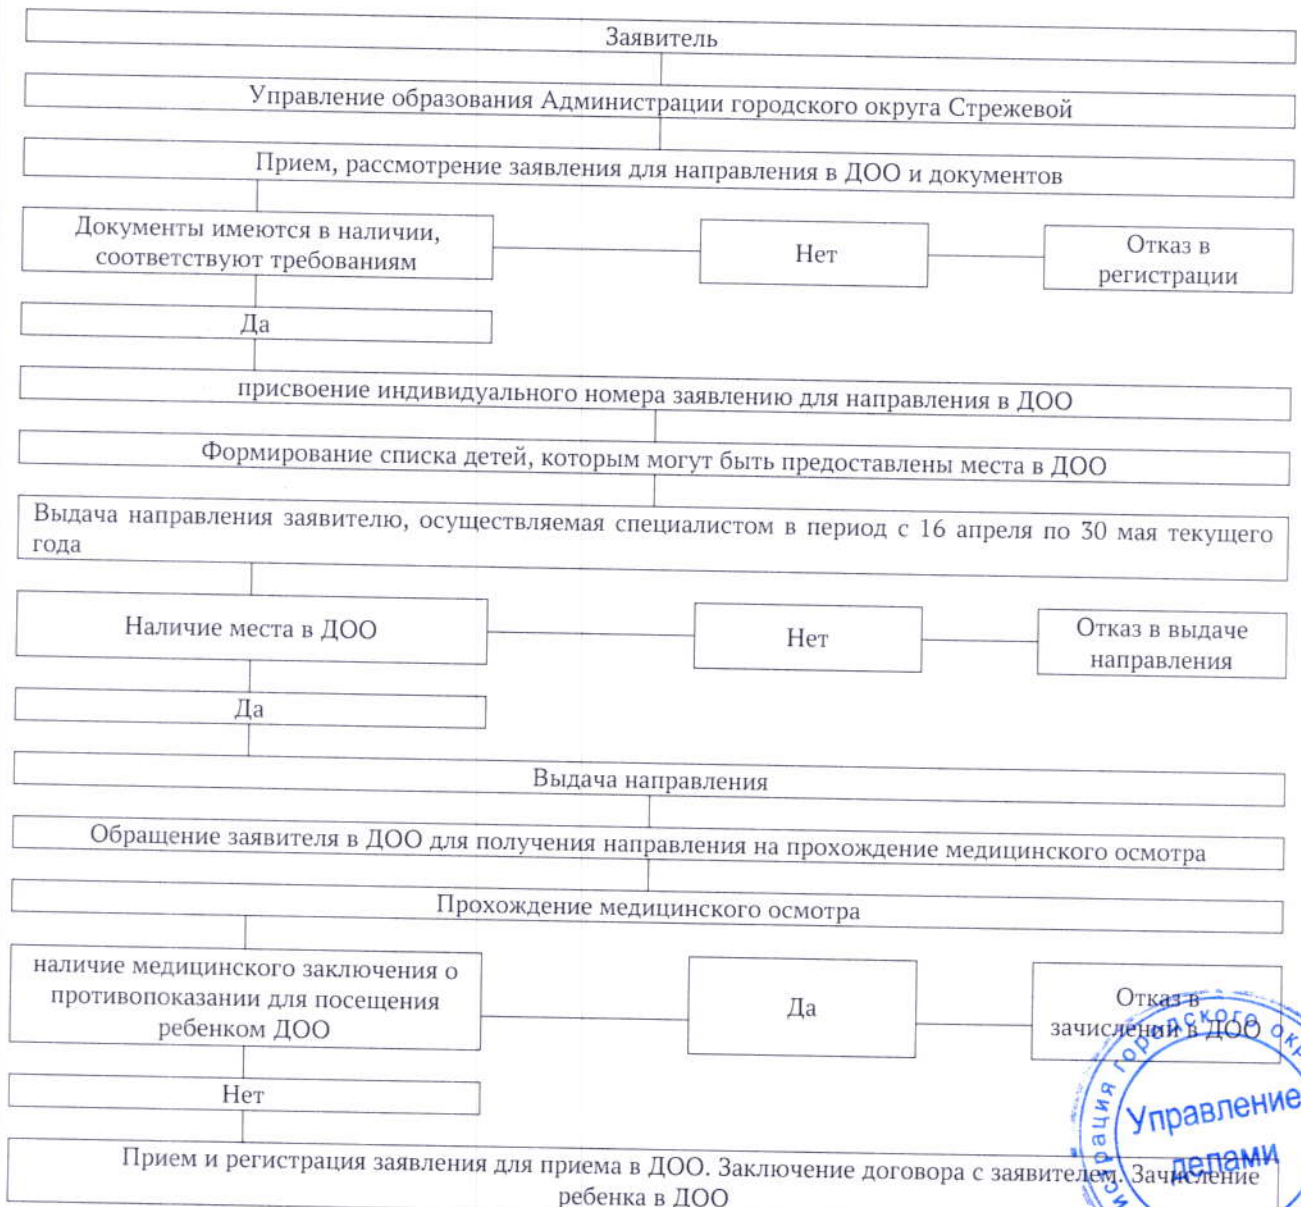 Заявитель
Управление образования Администрации городского округа Стрежевой
Прием, рассмотрение заявления для направления в ДОО и документов
Документы имеются в наличии,
соответствуют требованиям
Нет
Отказ в
регистрации
Да
присвоение индивидуального номера заявлению для направления в ДОО
Формирование списка детей, которым могут быть предоставлены места в ДОО
Выдача направления заявителю, осуществляемая специалистом в период с 16 апреля по 30 мая текущего
года
Наличие места в ДОО
Нет
Отказ в выдаче
направления
Да
Выдача направления
Обращение заявителя в ДОО для получения направления на прохождение медицинского осмотра
Прохождение медицинского осмотра
наличие медицинского заключения о
противопоказании для посещения
ребенком ДОО
Да
Отказ в
зачислении в ДОО
Нет
Прием и регистрация заявления для приема в ДОО. Заключение договора с заявителем. Зачисление
ребенка в ДОО
городского
Управление
делами